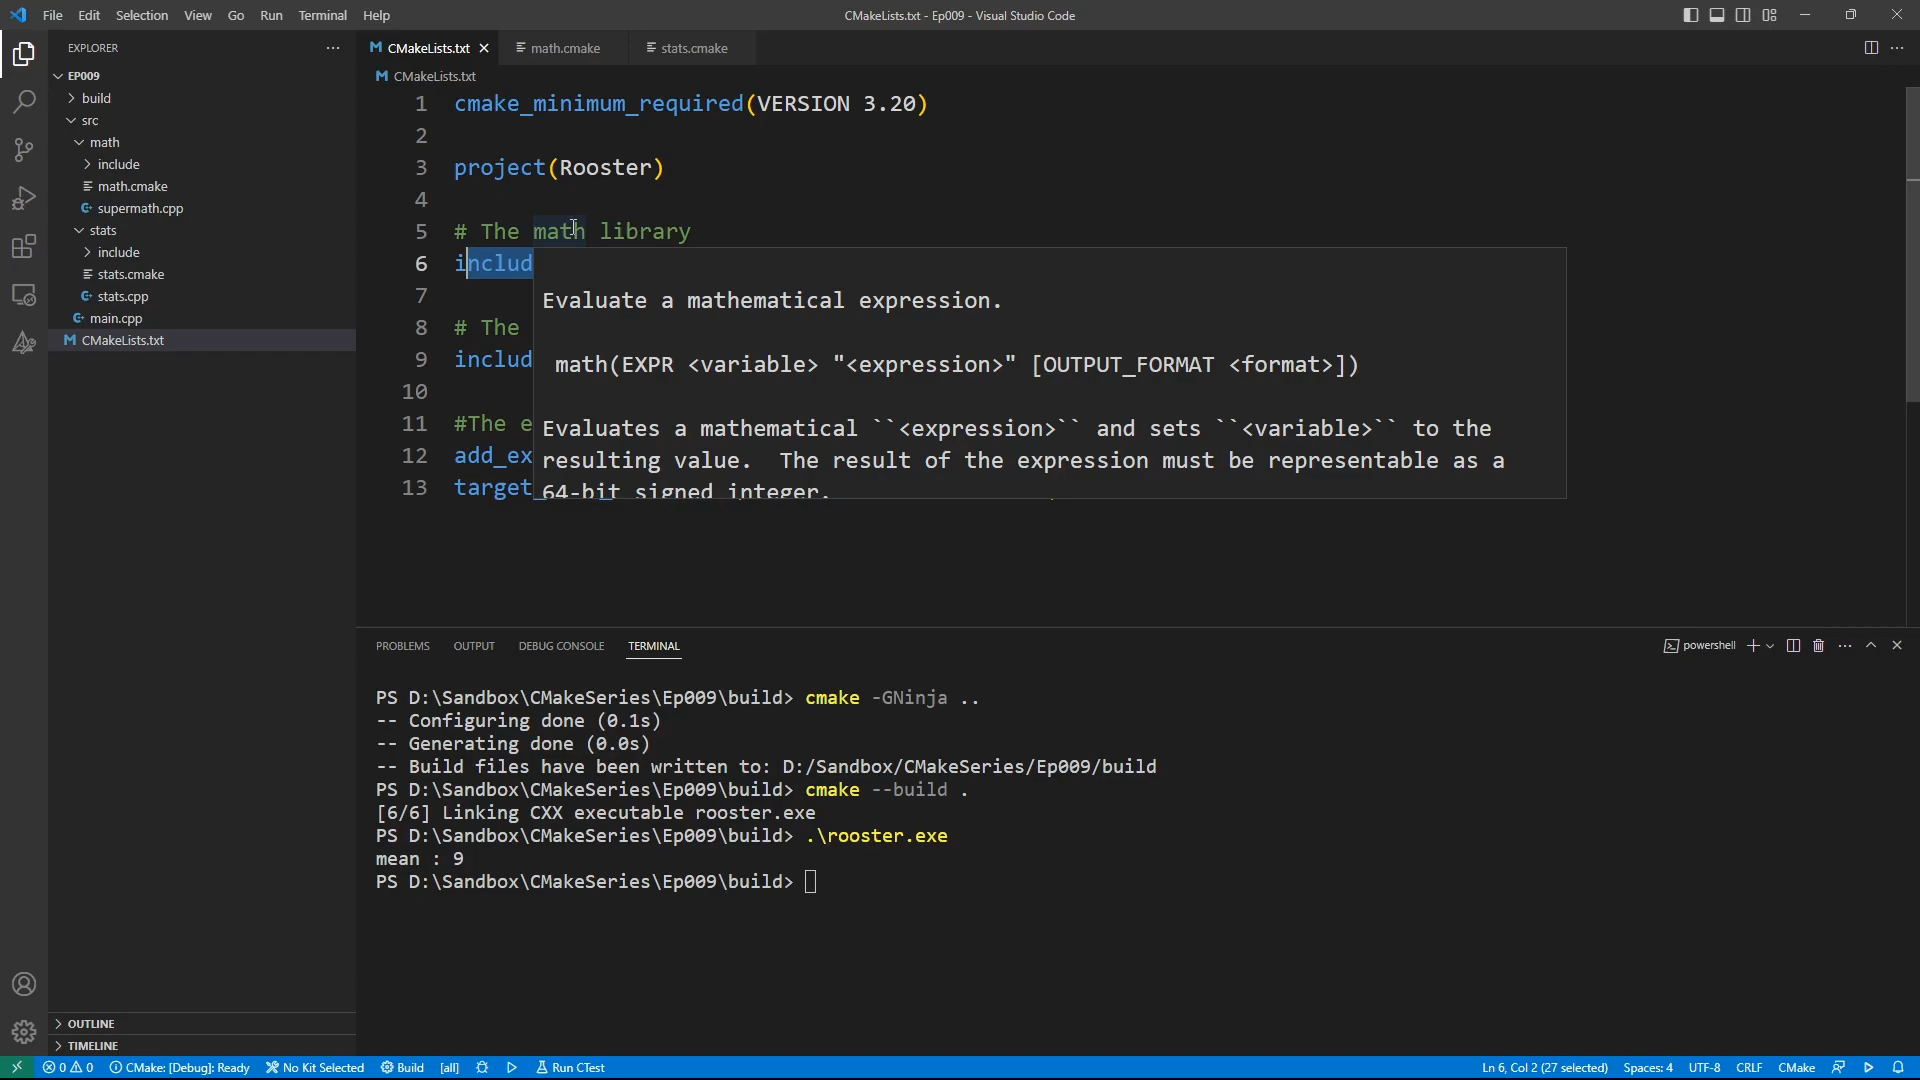 File Edit Selection View Go Run Terminal Help
CMakeLists.txt - Ep009 - Visual Studio Code
EXPLORER
EP009
build
src
math
include
math.cmake
supermath.cpp
stats
include
stats.cmake
stats.cpp
main.cpp
CMakeLists.txt
OUTLINE
TIMELINE
CMakeLists.txt math.cmake stats.cmake
CMakeLists.txt
1 cmake_minimum_required(VERSION 3.20)
2
3 project(Rooster)
4
5 # The math library
6 includ
7
8 # The
9 includ
10
11 #The e
12 add_ex
13 target_
Evaluate a mathematical expression.
math(EXPR <variable> "<expression>" [OUTPUT_FORMAT <format>])
Evaluates a mathematical ``<expression>`` and sets ``<variable>`` to the
resulting value. The result of the expression must be representable as a
64-bit signed integer.
PROBLEMS OUTPUT DEBUG CONSOLE TERMINAL
powershell
PS D:\Sandbox\CMakeSeries\Ep009\build> cmake -GNinja ..
-- Configuring done (0.1s)
-- Generating done (0.0s)
-- Build files have been written to: D:/Sandbox/CMakeSeries/Ep009/build
PS D:\Sandbox\CMakeSeries\Ep009\build> cmake --build .
[6/6] Linking CXX executable rooster.exe
PS D:\Sandbox\CMakeSeries\Ep009\build> .\rooster.exe
mean : 9
PS D:\Sandbox\CMakeSeries\Ep009\build>
0 0 CMake: [Debug]: Ready No Kit Selected Build [all] Run CTest
Ln 6, Col 2 (27 selected) Spaces: 4 UTF-8 CRLF CMake